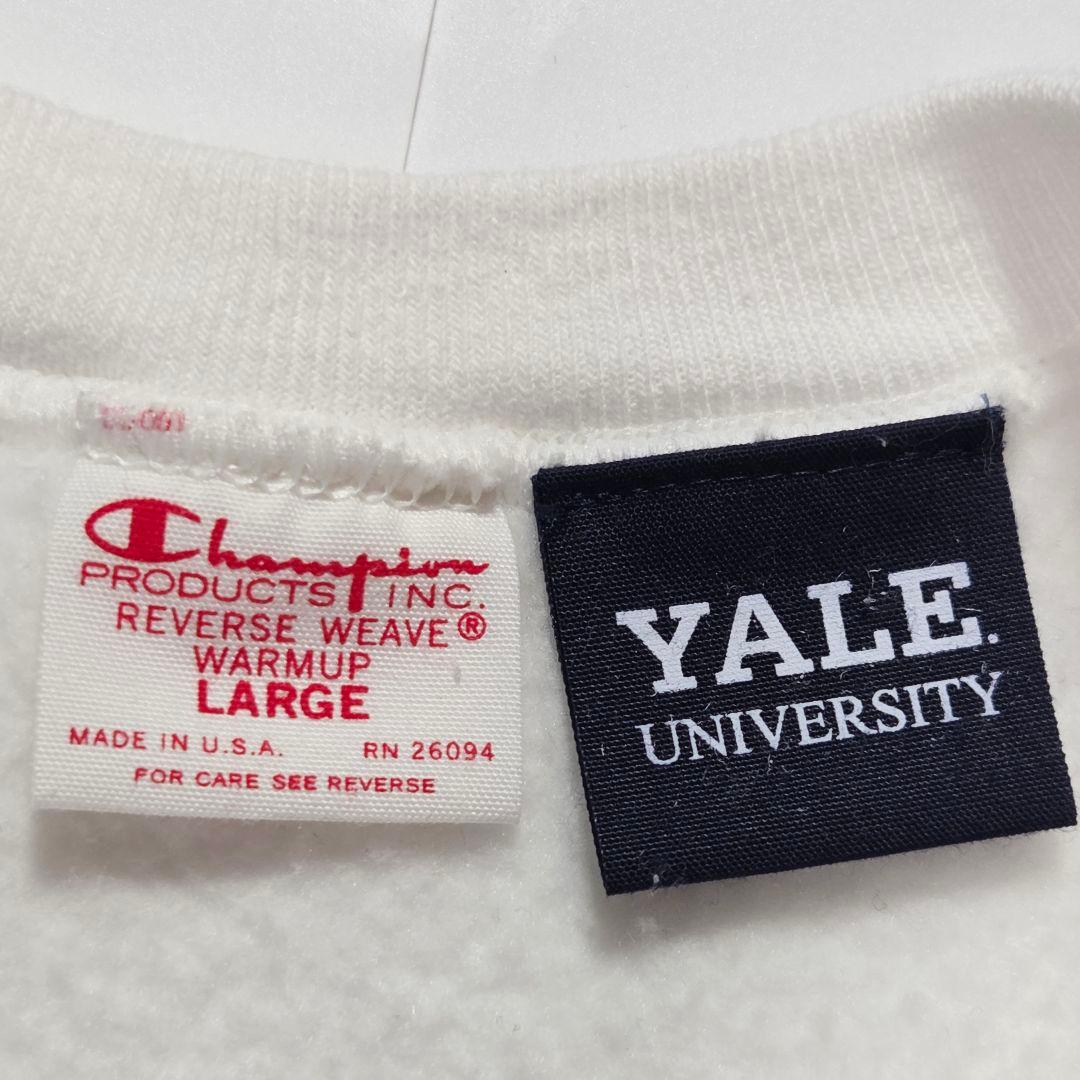 Champion
PRODUCTS INC.
REVERSE WEAVE®
WARMUP
LARGE
MADE IN U.S.A. RN 26094
FOR CARE SEE REVERSE
YALE.
UNIVERSITY